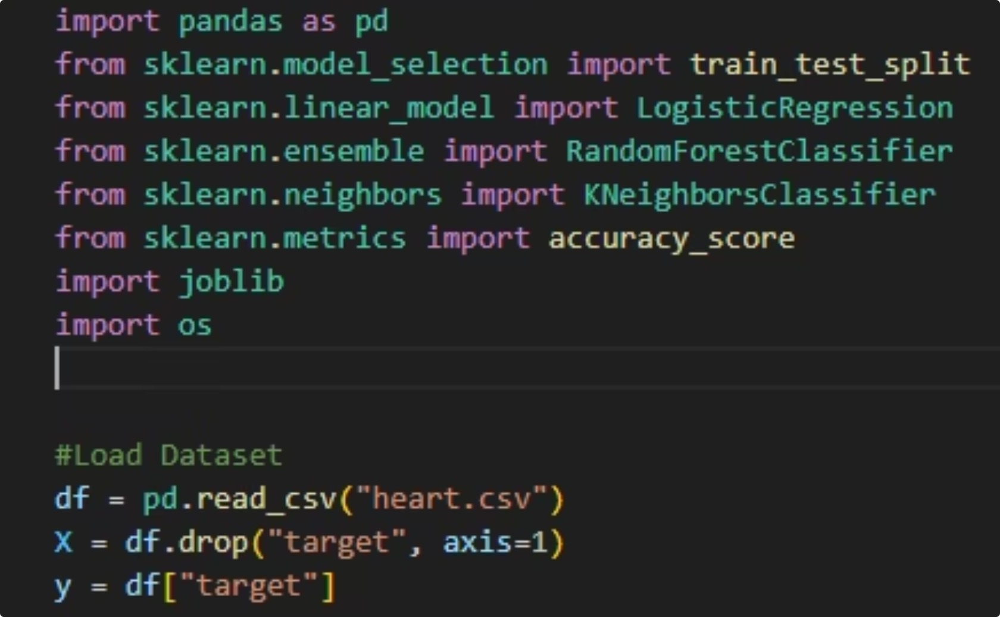 import pandas as pd
from sklearn.model_selection import train_test_split
from sklearn.linear_model import LogisticRegression
from sklearn.ensemble import RandomForestClassifier
from sklearn.neighbors import KNeighborsClassifier
from sklearn.metrics import accuracy_score
import joblib
import os
#Load Dataset
df = pd.read_csv("heart.csv")
X = df.drop("target", axis=1)
y = df["target"]